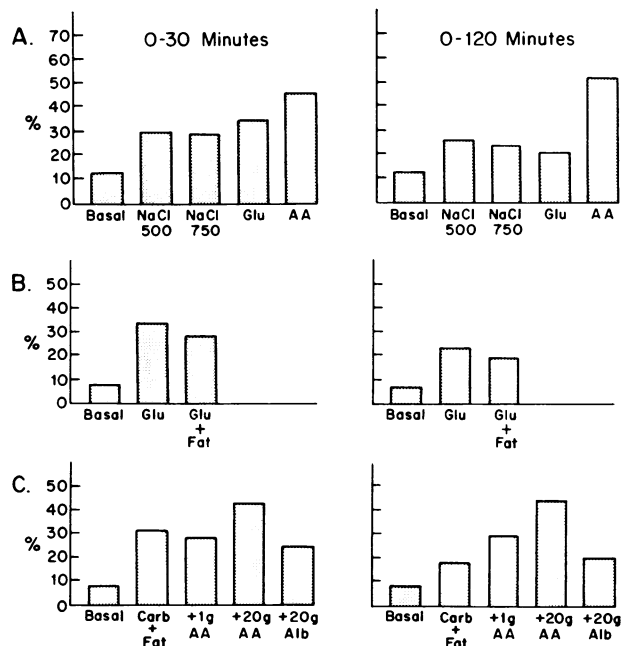 A.
0-30 Minutes
0-120 Minutes
70
60
50
40
%
30
20
10
0
Basal NaCl NaCl Glu AA
500 750
Basal NaCl NaCl Glu AA
500 750
B.
50
40
%
30
20
10
0
Basal Glu Glu
+
Fat
Basal Glu Glu
+
Fat
C.
50
40
%
30
20
10
0
Basal Carb +1g +20g +20g
+ AA AA Alb
Fat
Basal Carb +1g +20g +20g
+ AA AA Alb
Fat